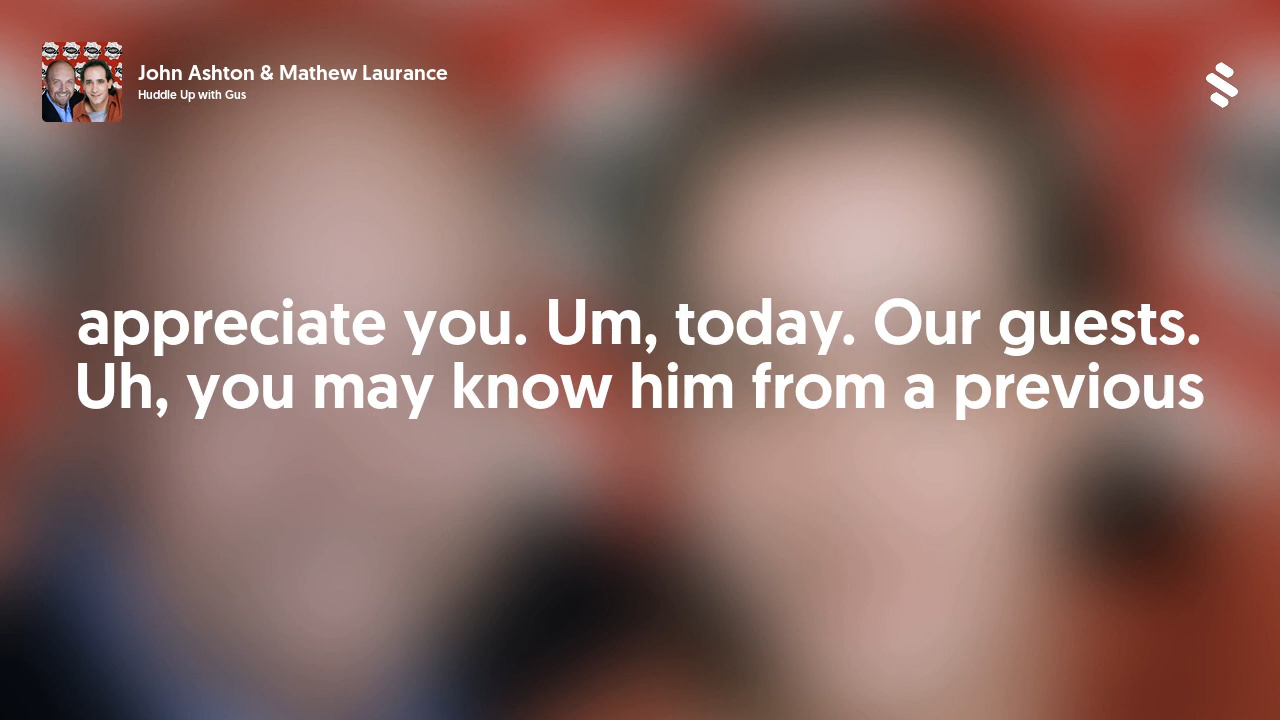 John Ashton & Mathew Laurance
Huddle Up with Gus
appreciate you. Um, today. Our guests.
Uh, you may know him from a previous